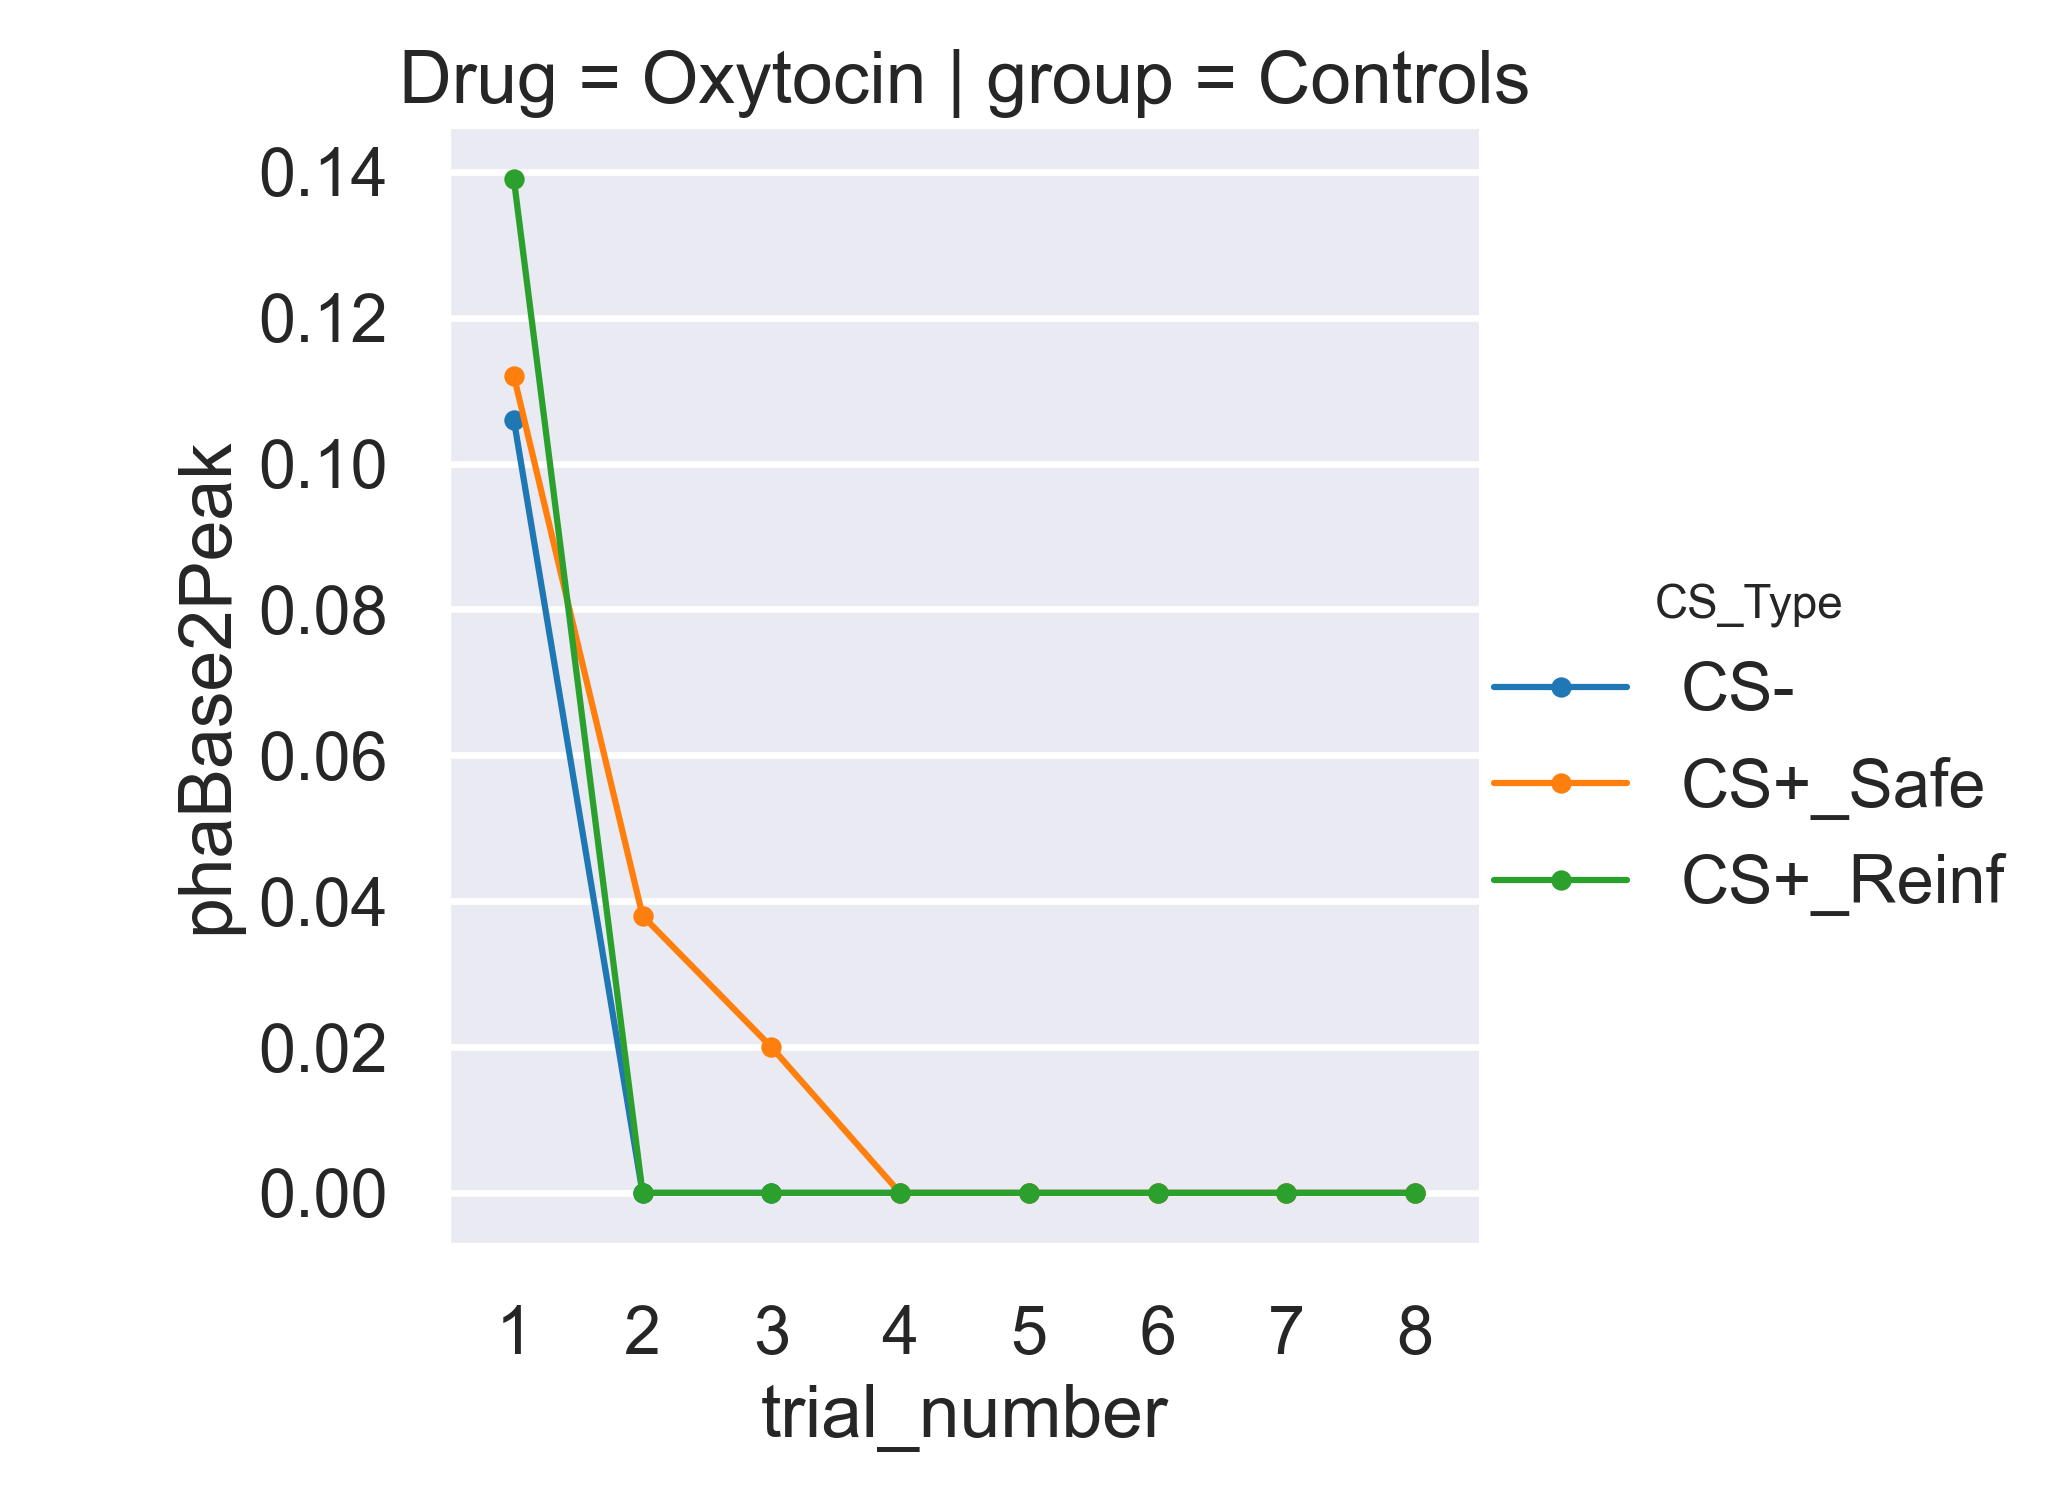 Drug = Oxytocin | group = Controls
0.14
0.12
0.10
0.08
0.06
0.04
0.02
0.00
phaBase2Peak
1 2 3 4 5 6 7 8
trial_number
CS_Type
CS-
CS+_Safe
CS+_Reinf